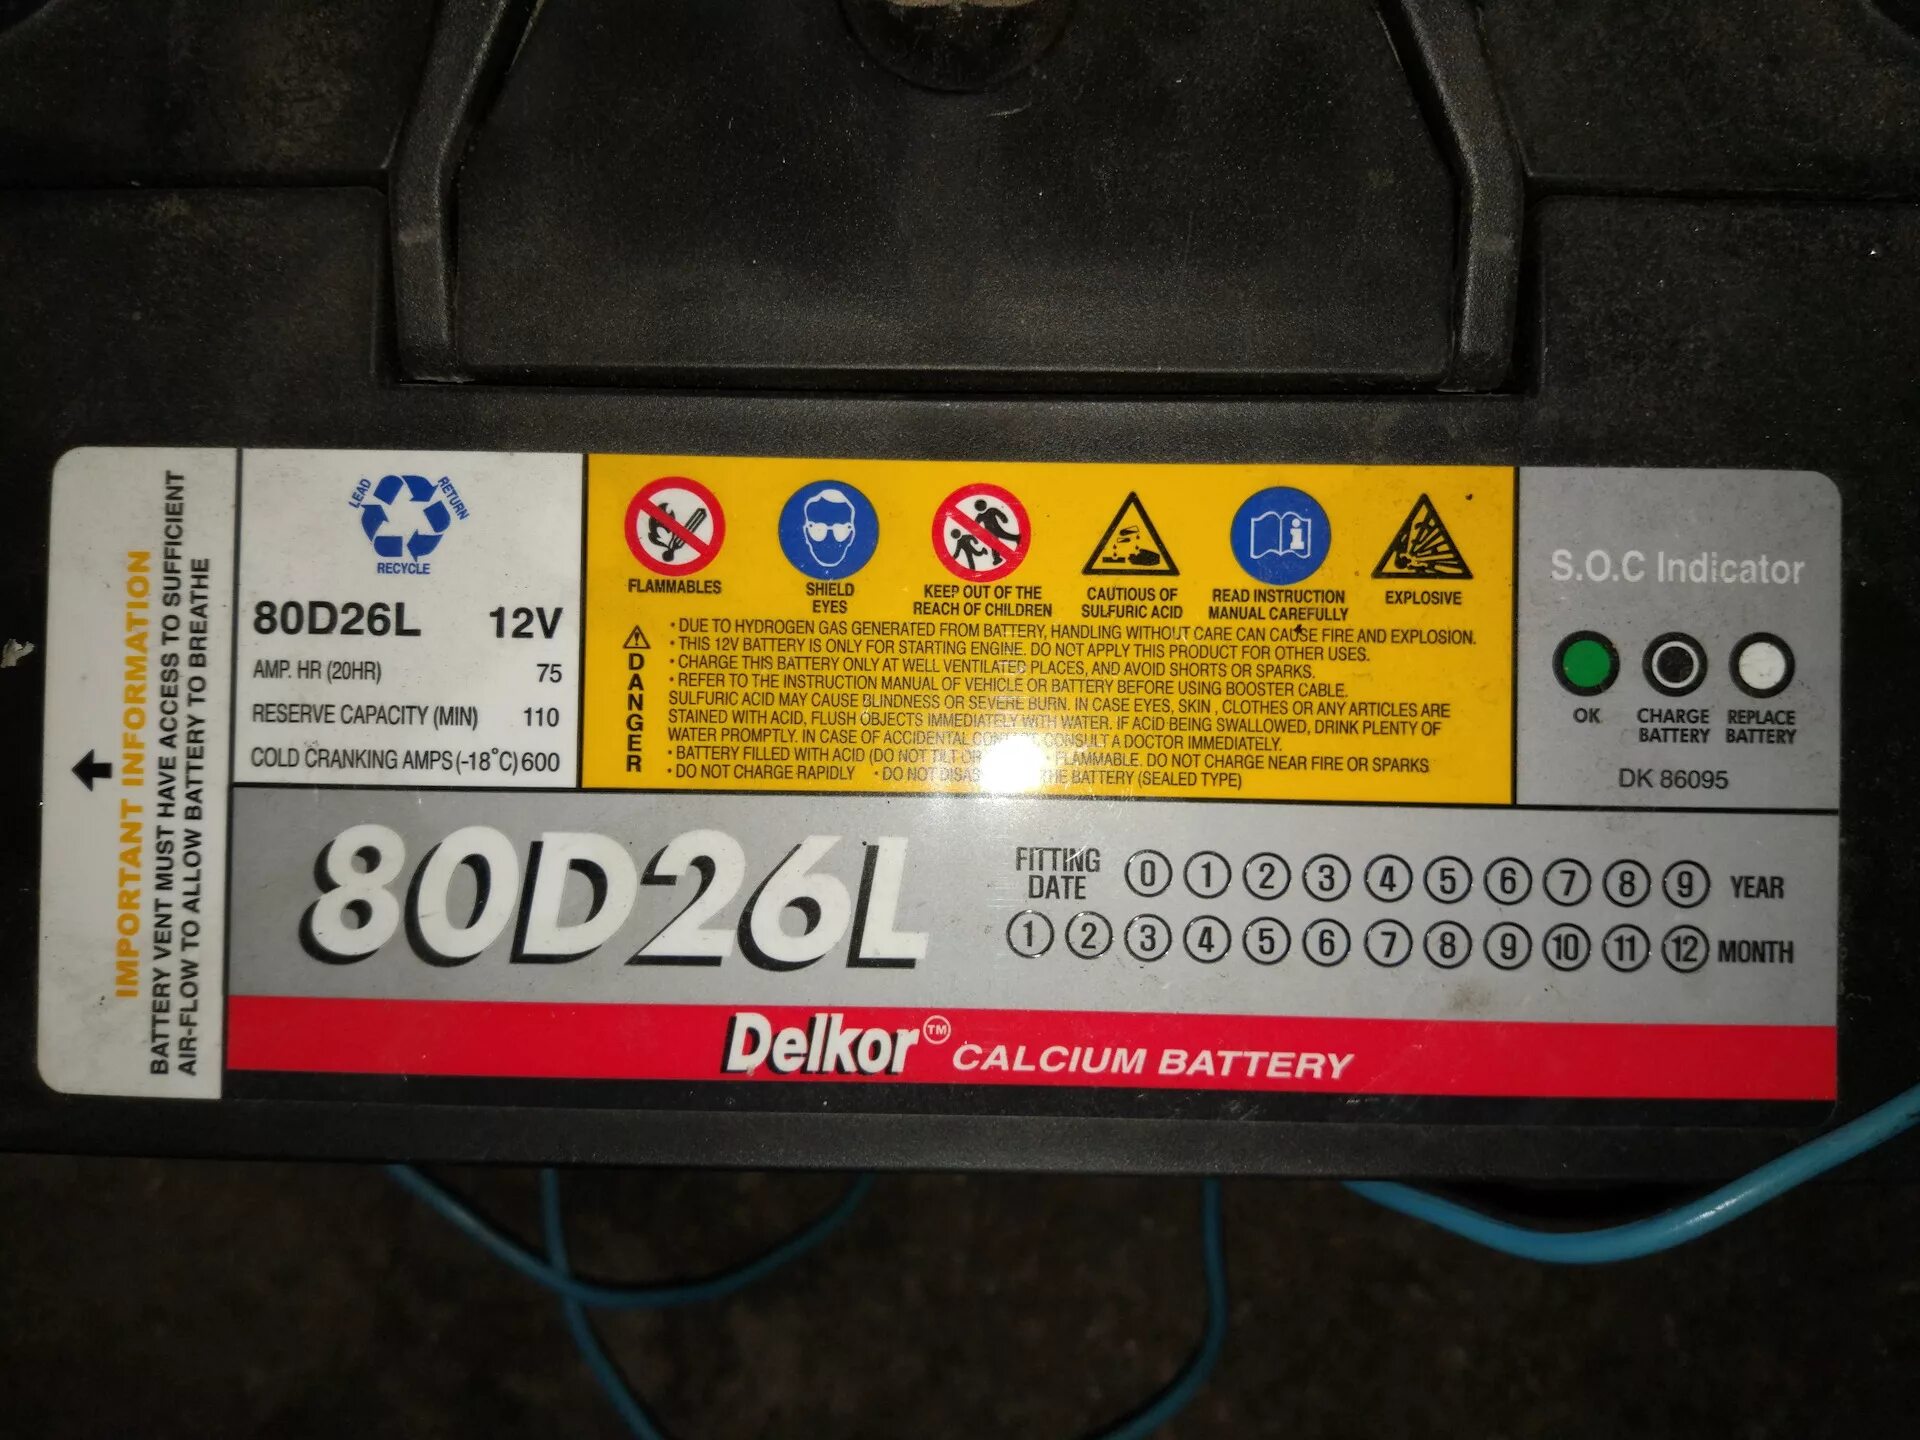 IMPORTANT INFORMATION
BATTERY VENT MUST HAVE ACCESS TO SUFFICIENT
AIR-FLOW TO ALLOW BATTERY TO BREATHE
LEAD
RETURN
RECYCLE
80D26L 12V
AMP. HR (20HR) 75
RESERVE CAPACITY (MIN) 110
COLD CRANKING AMPS (-18°C) 600
FLAMMABLES
SHIELD
EYES
KEEP OUT OF THE
REACH OF CHILDREN
CAUTIOUS OF
SULFURIC ACID
READ INSTRUCTION
MANUAL CAREFULLY
EXPLOSIVE
DANGER
• DUE TO HYDROGEN GAS GENERATED FROM BATTERY, HANDLING WITHOUT CARE CAN CAUSE FIRE AND EXPLOSION.
• THIS 12V BATTERY IS ONLY FOR STARTING ENGINE. DO NOT APPLY THIS PRODUCT FOR OTHER USES.
• CHARGE THIS BATTERY ONLY AT WELL VENTILATED PLACES, AND AVOID SHORTS OR SPARKS.
• REFER TO THE INSTRUCTION MANUAL OF VEHICLE OR BATTERY BEFORE USING BOOSTER CABLE.
SULFURIC ACID MAY CAUSE BLINDNESS OR SEVERE BURN. IN CASE EYES, SKIN , CLOTHES OR ANY ARTICLES ARE
STAINED WITH ACID, FLUSH OBJECTS IMMEDIATELY WITH WATER. IF ACID BEING SWALLOWED, DRINK PLENTY OF
WATER PROMPTLY. IN CASE OF ACCIDENTAL CONTACT, CONSULT A DOCTOR IMMEDIATELY.
• BATTERY FILLED WITH ACID (DO NOT TILT OR FLAMMABLE. DO NOT CHARGE NEAR FIRE OR SPARKS
• DO NOT CHARGE RAPIDLY • DO NOT THE BATTERY (SEALED TYPE)
S.O.C Indicator
OK
CHARGE
BATTERY
REPLACE
BATTERY
DK 86095
80D26L
FITTING
DATE
0 1 2 3 4 5 6 7 8 9 YEAR
1 2 3 4 5 6 7 8 9 10 11 12 MONTH
Delkor™ CALCIUM BATTERY